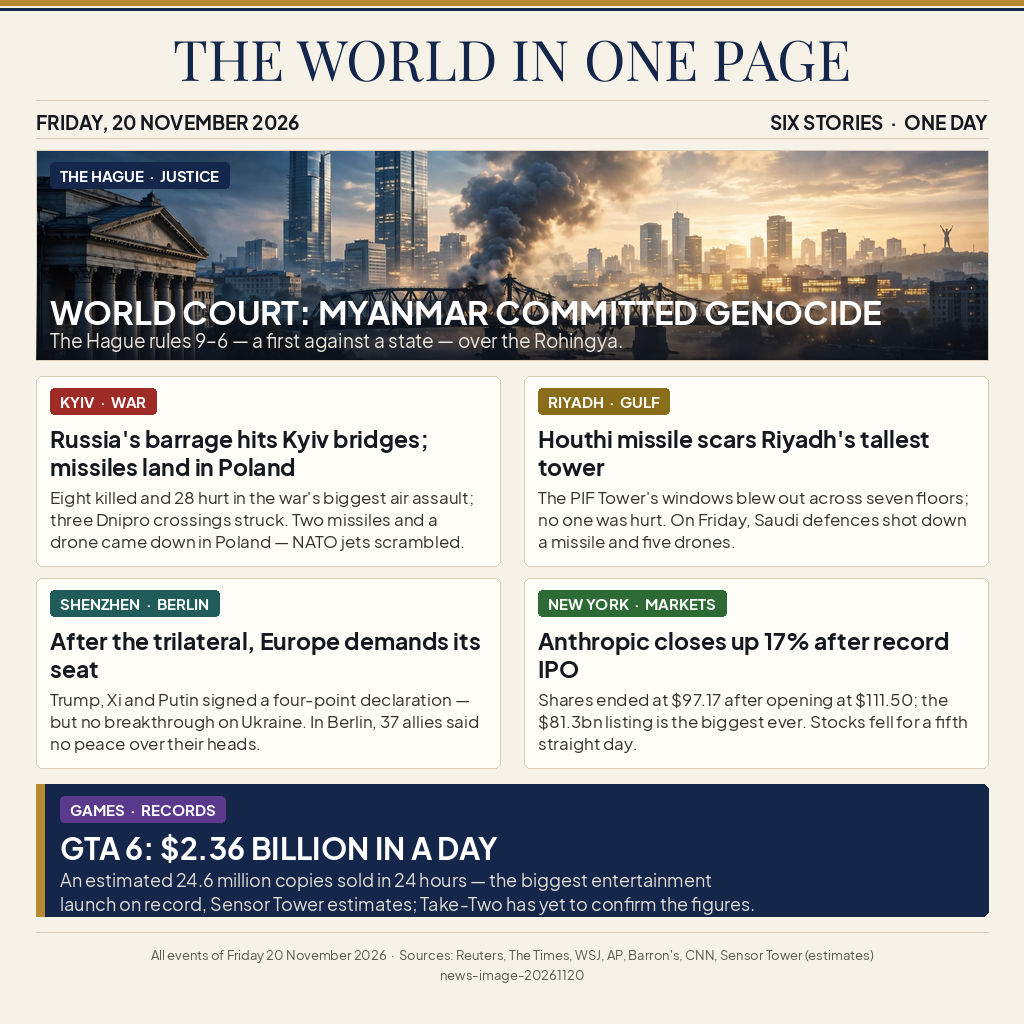 THE WORLD IN ONE PAGE
FRIDAY, 20 NOVEMBER 2026
SIX STORIES · ONE DAY
THE HAGUE · JUSTICE
WORLD COURT: MYANMAR COMMITTED GENOCIDE
The Hague rules 9–6 — a first against a state — over the Rohingya.
KYIV · WAR
Russia's barrage hits Kyiv bridges;
missiles land in Poland
Eight killed and 28 hurt in the war's biggest air assault;
three Dnipro crossings struck. Two missiles and a
drone came down in Poland — NATO jets scrambled.
RIYADH · GULF
Houthi missile scars Riyadh's tallest
tower
The PIF Tower's windows blew out across seven floors;
no one was hurt. On Friday, Saudi defences shot down
a missile and five drones.
SHENZHEN · BERLIN
After the trilateral, Europe demands its
seat
Trump, Xi and Putin signed a four-point declaration —
but no breakthrough on Ukraine. In Berlin, 37 allies said
no peace over their heads.
NEW YORK · MARKETS
Anthropic closes up 17% after record
IPO
Shares ended at $97.17 after opening at $111.50; the
$81.3bn listing is the biggest ever. Stocks fell for a fifth
straight day.
GAMES · RECORDS
GTA 6: $2.36 BILLION IN A DAY
An estimated 24.6 million copies sold in 24 hours — the biggest entertainment
launch on record, Sensor Tower estimates; Take-Two has yet to confirm the figures.
All events of Friday 20 November 2026 · Sources: Reuters, The Times, WSJ, AP, Barron's, CNN, Sensor Tower (estimates)
news-image-20261120